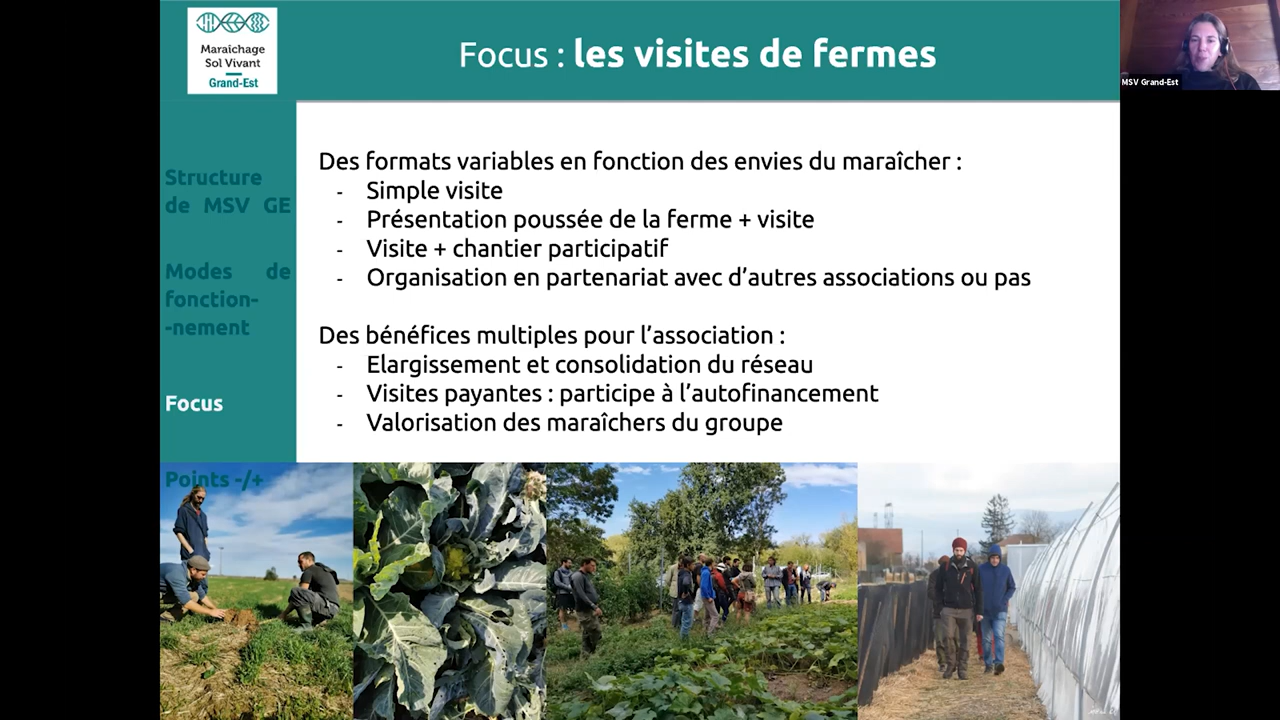 Maraîchage
Sol Vivant
Grand-Est
Focus : les visites de fermes
MSV Grand-Est
Structure
de MSV GE
Modes de
fonction-
-nement
Focus
Points -/+
Des formats variables en fonction des envies du maraîcher :
- Simple visite
- Présentation poussée de la ferme + visite
- Visite + chantier participatif
- Organisation en partenariat avec d’autres associations ou pas
Des bénéfices multiples pour l’association :
- Elargissement et consolidation du réseau
- Visites payantes : participe à l’autofinancement
- Valorisation des maraîchers du groupe